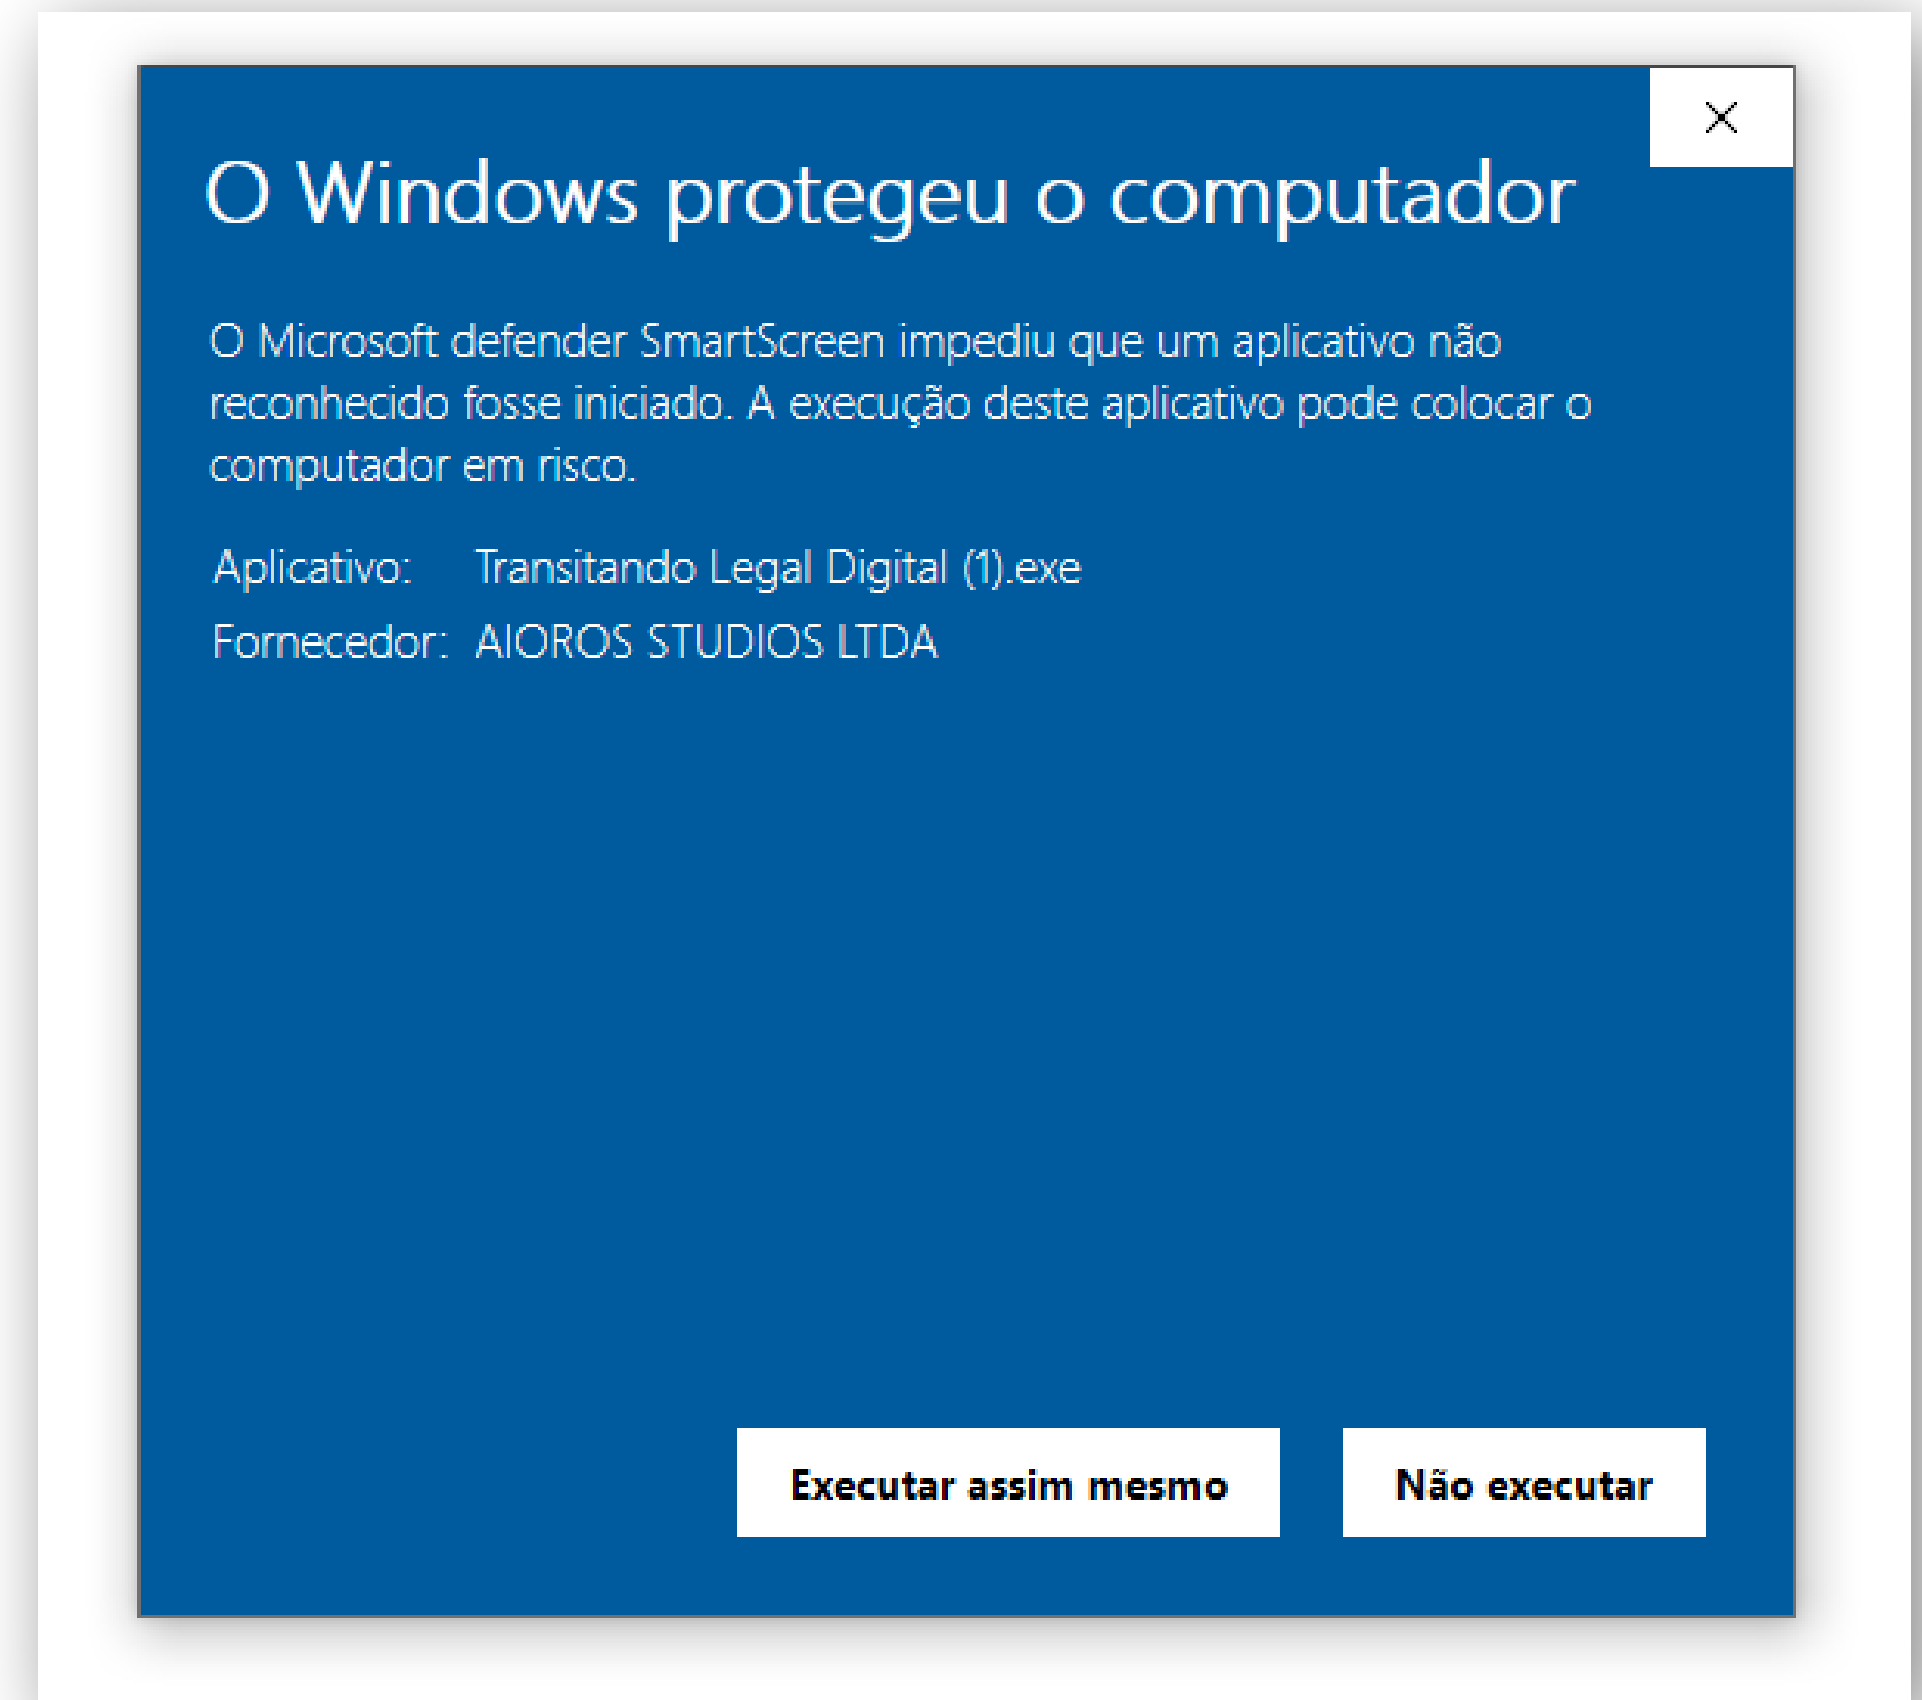 O Windows protegeu o computador
O Microsoft defender SmartScreen impediu que um aplicativo não
reconhecido fosse iniciado. A execução deste aplicativo pode colocar o
computador em risco.
Aplicativo: Transitando Legal Digital (1).exe
Fornecedor: AIOROS STUDIOS LTDA
Executar assim mesmo Não executar